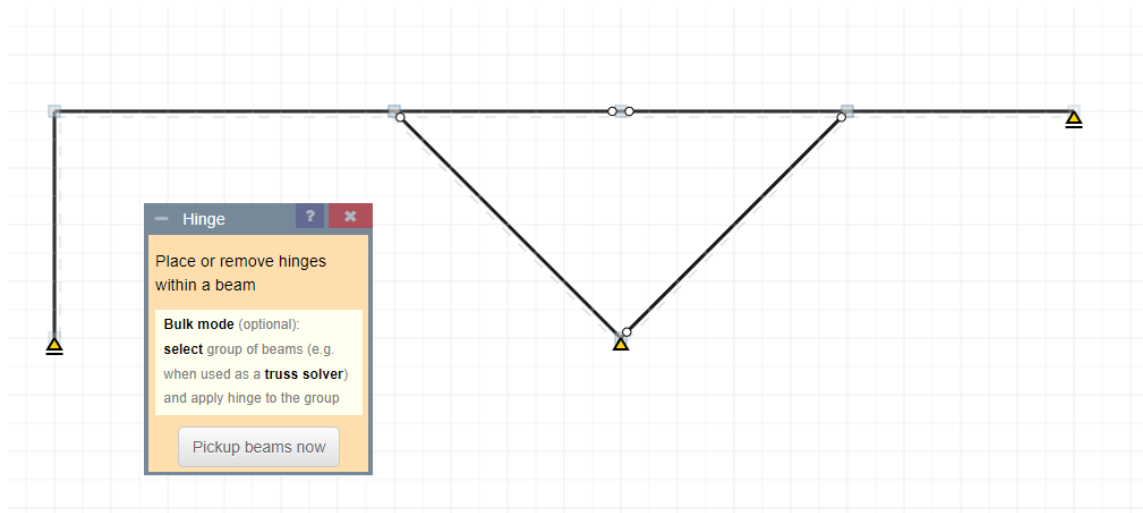 Hinge ?
Place or remove hinges
within a beam
Bulk mode (optional):
select group of beams (e.g.
when used as a truss solver)
and apply hinge to the group
Pickup beams now